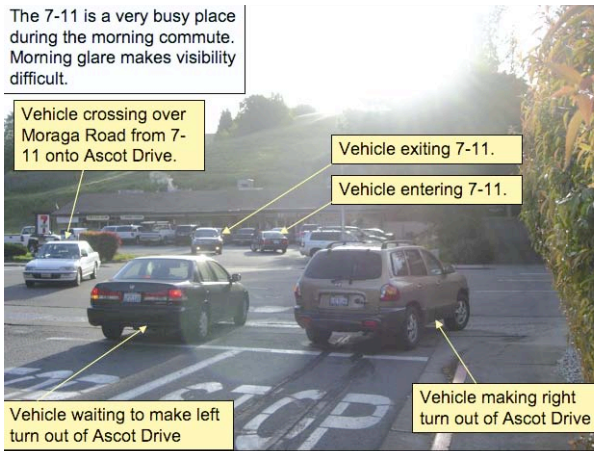 The 7-11 is a very busy place
during the morning commute.
Morning glare makes visibility
difficult.
Vehicle crossing over
Moraga Road from 7-
11 onto Ascot Drive.
Vehicle exiting 7-11.
Vehicle entering 7-11.
STOP
Vehicle waiting to make left
turn out of Ascot Drive
Vehicle making right
turn out of Ascot Drive